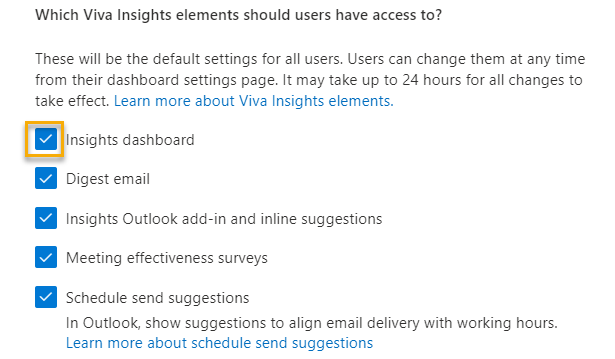 Which Viva Insights elements should users have access to?
These will be the default settings for all users. Users can change them at any time
from their dashboard settings page. It may take up to 24 hours for all changes to
take effect. Learn more about Viva Insights elements.
Insights dashboard
Digest email
Insights Outlook add-in and inline suggestions
Meeting effectiveness surveys
Schedule send suggestions
In Outlook, show suggestions to align email delivery with working hours.
Learn more about schedule send suggestions